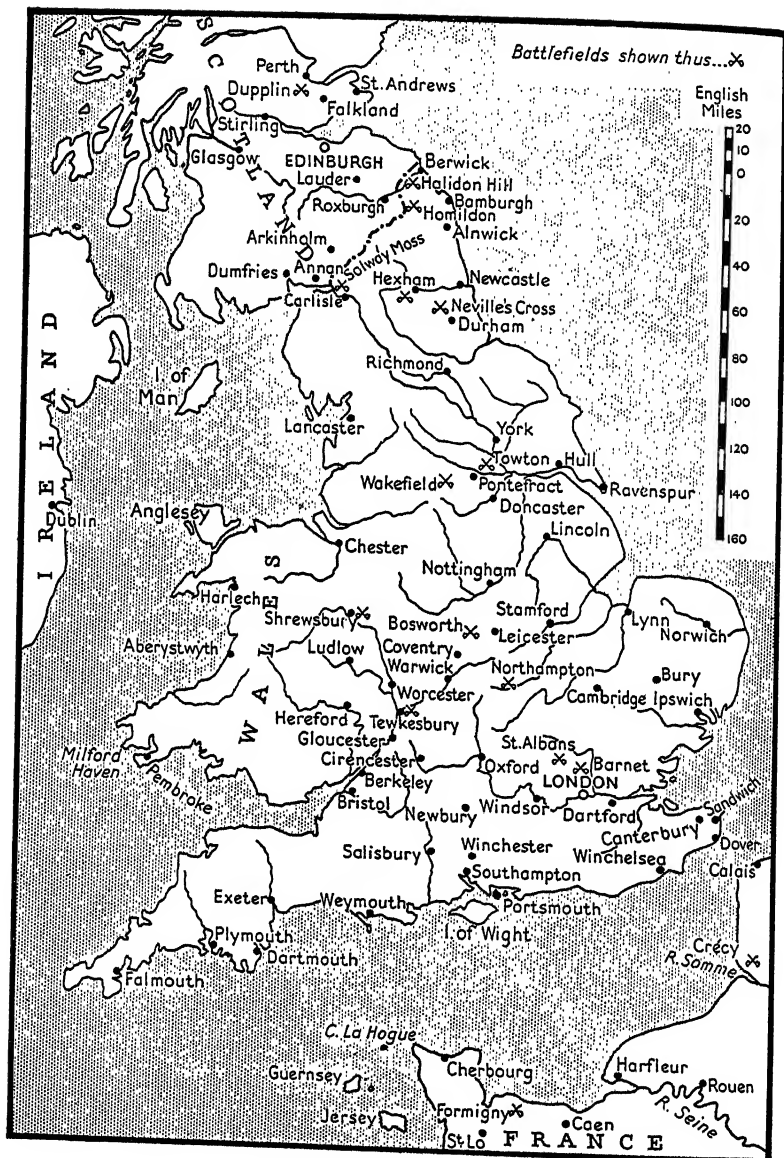 Battlefields shown thus...
English
Miles
20
10
0
20
40
60
80
100
120
140
160
SCOTLAND
Perth
Dupplin
St. Andrews
Falkland
Stirling
Glasgow
EDINBURGH
Lauder
Berwick
Halidon Hill
Roxburgh
Bamburgh
Homildon
Alnwick
Arkinholm
Solway Moss
Dumfries
Annan
Carlisle
Hexham
Newcastle
Neville's Cross
Durham
Richmond
I. of
Man
IRELAND
Dublin
Lancaster
York
Towton
Hull
Wakefield
Pontefract
Ravenspur
Doncaster
Anglesey
Lincoln
Chester
Nottingham
Harlech
WALES
Shrewsbury
Bosworth
Stamford
Lynn
Norwich
Leicester
Aberystwyth
Ludlow
Coventry
Warwick
Northampton
Bury
Worcester
Cambridge
Ipswich
Hereford
Tewkesbury
Gloucester
St. Albans
Milford
Haven
Pembroke
Cirencester
Oxford
Barnet
LONDON
Berkeley
Bristol
Newbury
Windsor
Dartford
Sandwich
Canterbury
Dover
Salisbury
Winchester
Winchelsea
Calais
Southampton
Exeter
Weymouth
Portsmouth
I. of Wight
Plymouth
Dartmouth
Falmouth
Crécy
R. Somme
C. La Hogue
Cherbourg
Guernsey
Harfleur
Rouen
Jersey
Formigny
Caen
R. Seine
St Lo
FRANCE